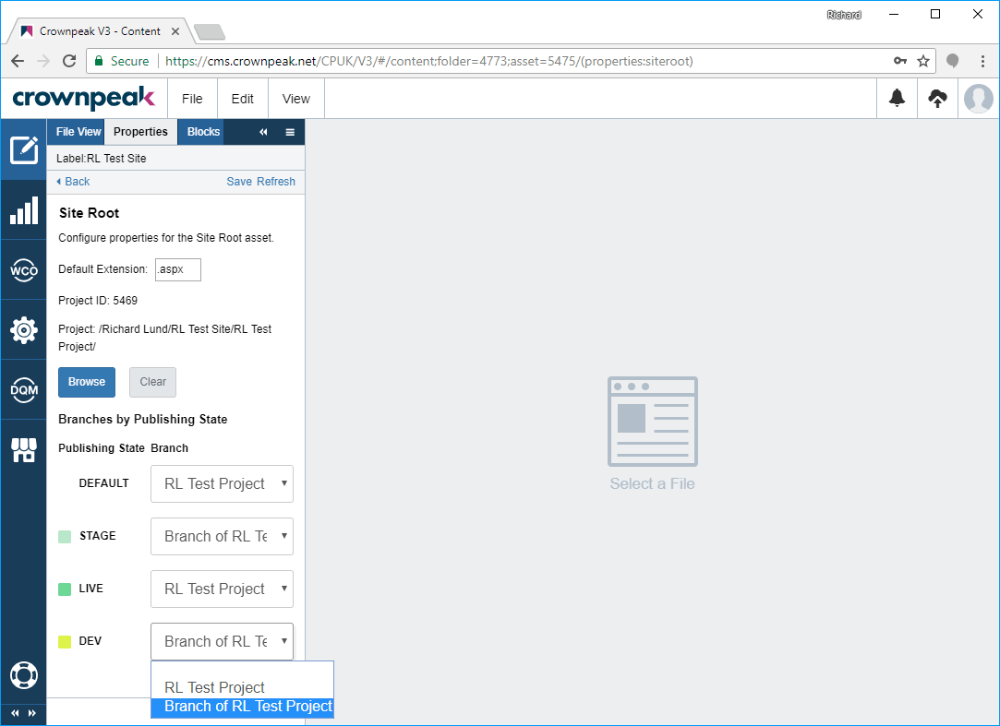 Richard
Crownpeak V3 - Content
Secure https://cms.crownpeak.net/CPUK/V3/#/content;folder=4773;asset=5475/(properties:siteroot)
crownpeak File Edit View
File View Properties Blocks
Label:RL Test Site
Back Save Refresh
Site Root
Configure properties for the Site Root asset.
WCO
Default Extension: .aspx
Project ID: 5469
Project: /Richard Lund/RL Test Site/RL Test
Project/
Browse Clear
DQM
Branches by Publishing State
Publishing State Branch
DEFAULT RL Test Project
Select a File
STAGE Branch of RL Te
LIVE RL Test Project
DEV Branch of RL Te
RL Test Project
Branch of RL Test Project